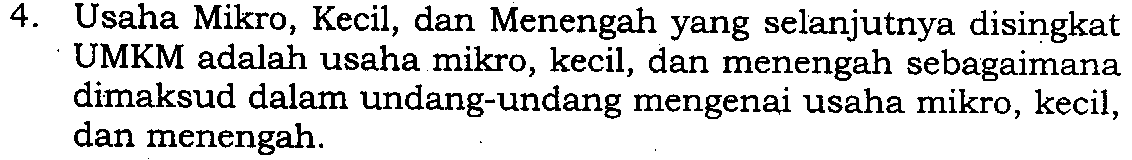 4. Usaha Mikro, Kecil, dan Menengah yang selanjutnya disingkat
UMKM adalah usaha mikro, kecil, dan menengah sebagaimana
dimaksud dalam undang-undang mengenai usaha mikro, kecil,
dan menengah.